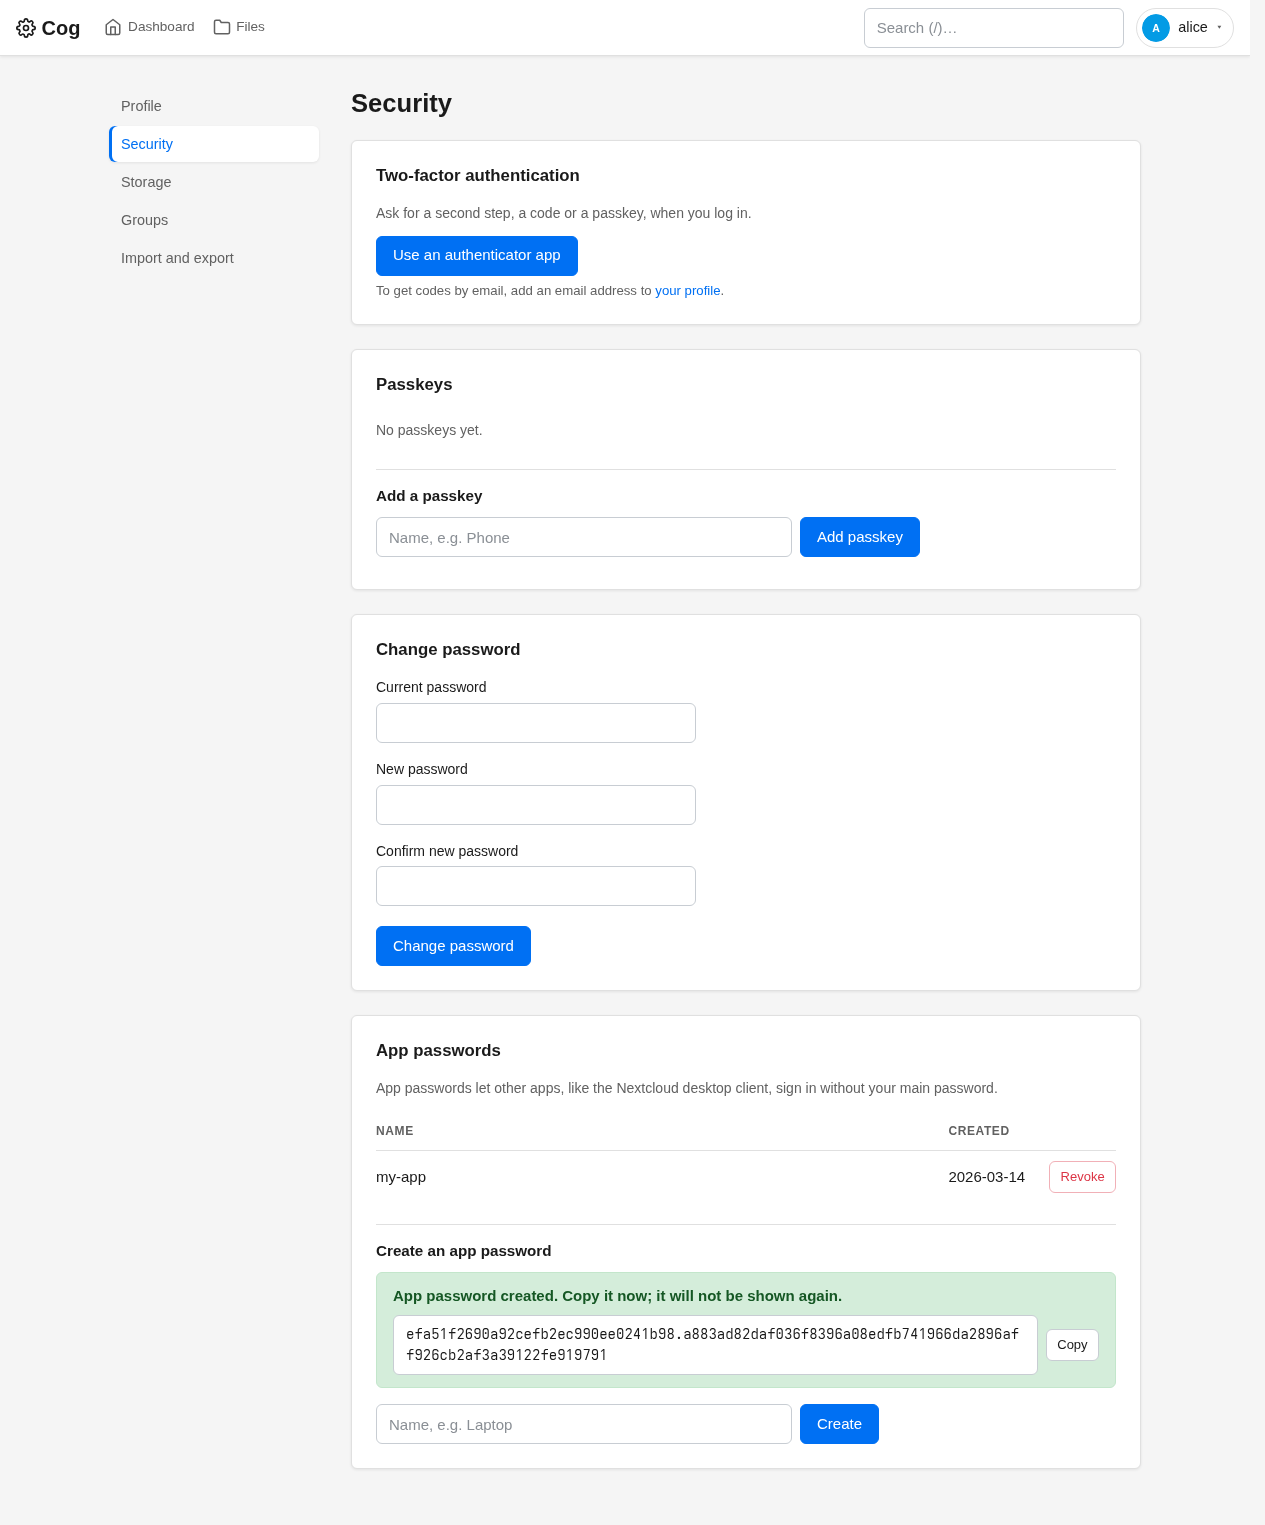 Cog
Dashboard
Files
Search (/)…
A
alice
Profile
Security
Storage
Groups
Import and export
Security
Two-factor authentication
Ask for a second step, a code or a passkey, when you log in.
Use an authenticator app
To get codes by email, add an email address to your profile.
Passkeys
No passkeys yet.
Add a passkey
Name, e.g. Phone
Add passkey
Change password
Current password
New password
Confirm new password
Change password
App passwords
App passwords let other apps, like the Nextcloud desktop client, sign in without your main password.
NAME CREATED
my-app 2026-03-14 Revoke
Create an app password
App password created. Copy it now; it will not be shown again.
efa51f2690a92cefb2ec990ee0241b98.a883ad82daf036f8396a08edfb741966da2896af
f926cb2af3a39122fe919791
Copy
Name, e.g. Laptop
Create